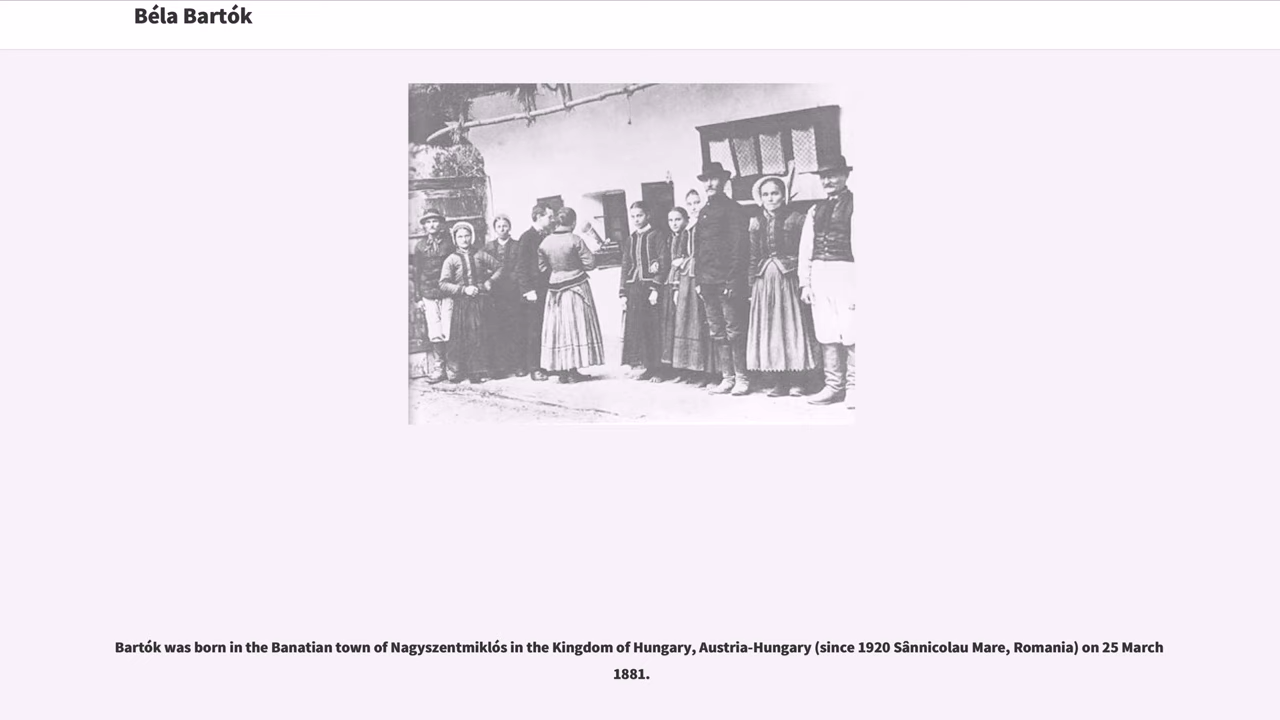 Béla Bartók
Bartók was born in the Banatian town of Nagyszentmiklós in the Kingdom of Hungary, Austria-Hungary (since 1920 Sânnicolau Mare, Romania) on 25 March
1881.